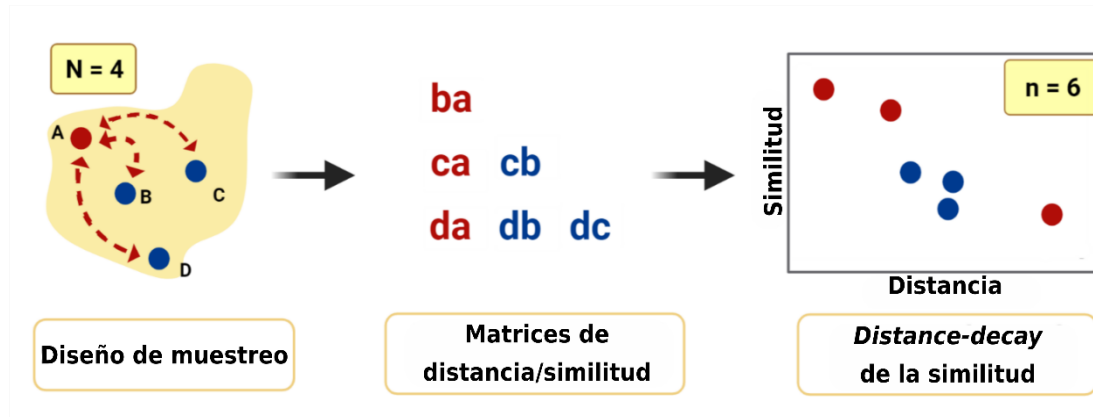 N = 4
A
B
C
D
Diseño de muestreo
ba
ca cb
da db dc
Matrices de
distancia/similitud
n = 6
Similitud
Distancia
Distance-decay
de la similitud